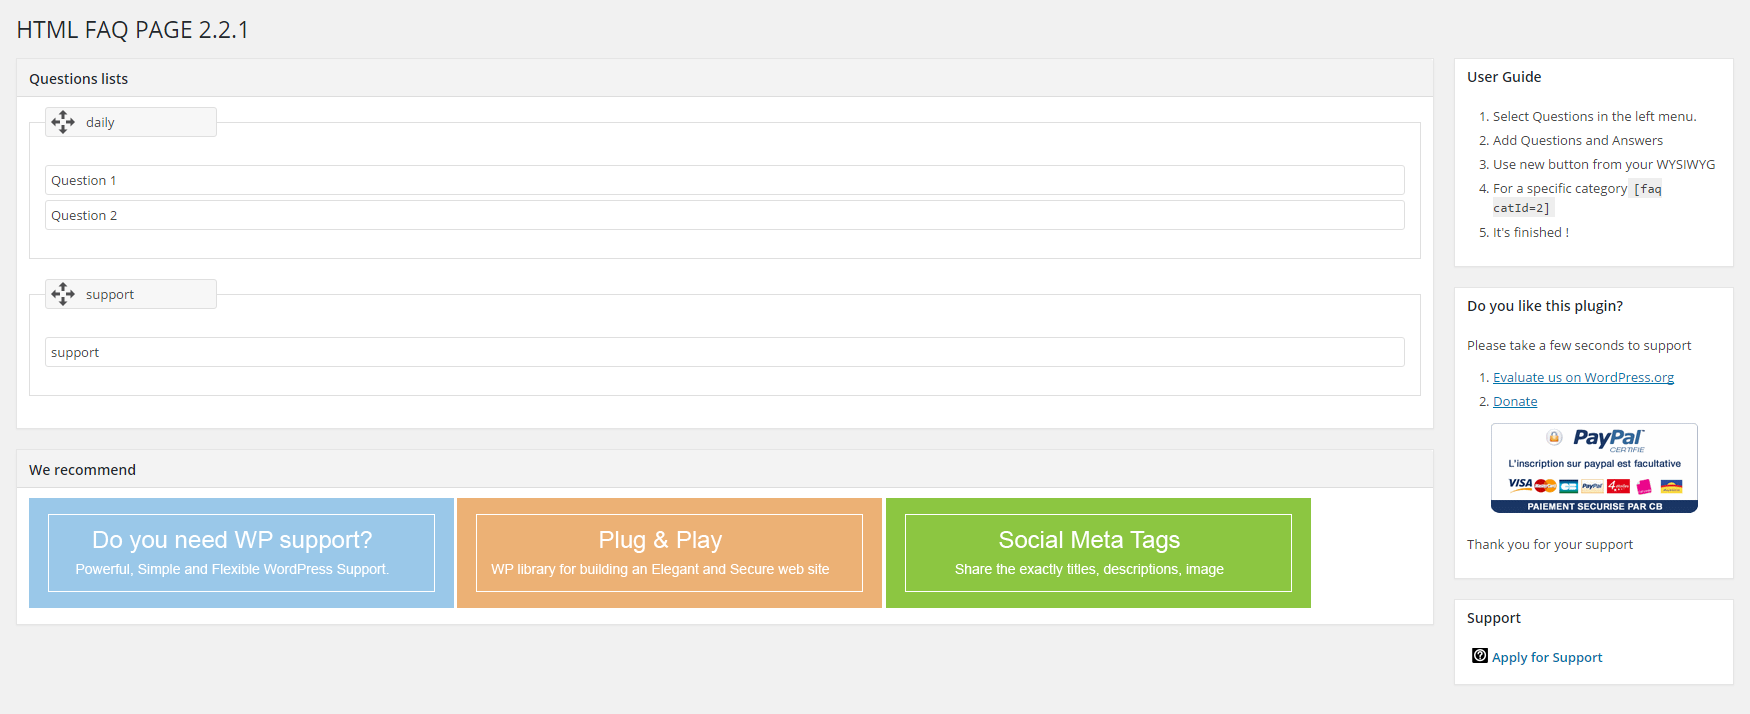 HTML FAQ PAGE 2.2.1
Questions lists
daily
Question 1
Question 2
support
support
We recommend
Do you need WP support?
Powerful, Simple and Flexible WordPress Support.
Plug & Play
WP library for building an Elegant and Secure web site
Social Meta Tags
Share the exactly titles, descriptions, image
User Guide
1. Select Questions in the left menu.
2. Add Questions and Answers
3. Use new button from your WYSIWYG
4. For a specific category [faq
catId=2]
5. It's finished !
Do you like this plugin?
Please take a few seconds to support
1. Evaluate us on WordPress.org
2. Donate
PayPal
CERTIFIE
L'inscription sur paypal est facultative
VISA MasterCard CB PayPal 4
PAIEMENT SECURISE PAR CB
Thank you for your support
Support
Apply for Support